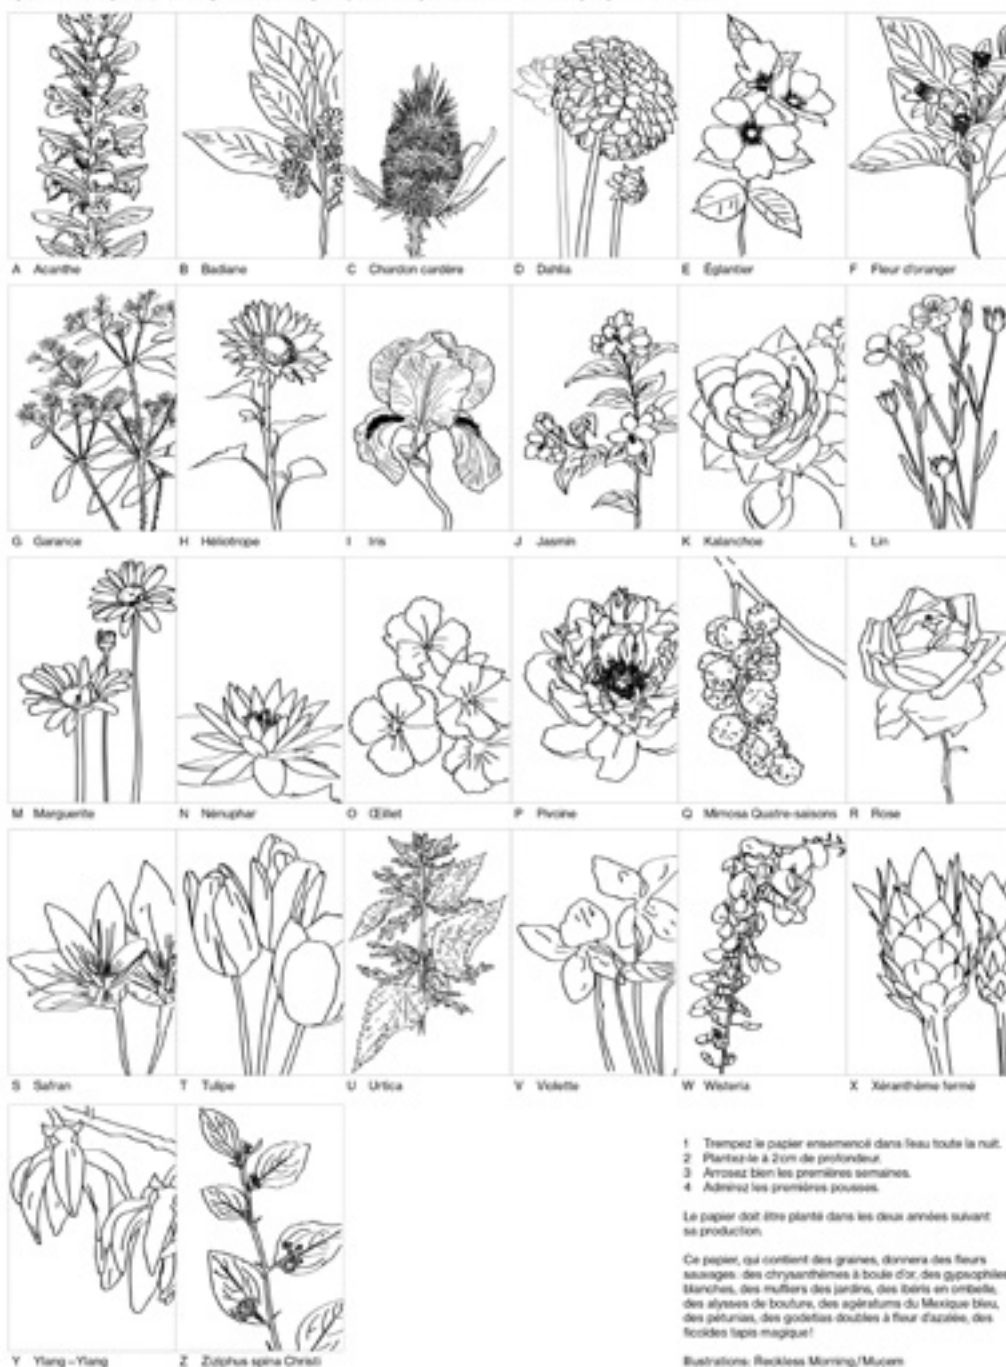 A Acanthe
B Badiane
C Chardon cardère
D Dahlia
E Églantier
F Fleur d'oranger
G Garance
H Héliotrope
I Iris
J Jasmin
K Kalanchoe
L Lin
M Marguerite
N Nénuphar
O Œillet
P Pivoine
Q Mimosa Quatre-saisons
R Rose
S Safran
T Tulipe
U Urtica
V Violette
W Wisteria
X Xéranthème fermé
Y Ylang-Ylang
Z Ziziphus spina Christi
1 Trempez le papier ensemencé dans l'eau toute la nuit.
2 Plantez-le à 2cm de profondeur.
3 Arrosez bien les premières semaines.
4 Admirez les premières pousses.
Le papier doit être planté dans les deux années suivant
sa production.
Ce papier, qui contient des graines, donnera des fleurs
sauvages: des chrysanthèmes à boule d'or, des gypsophiles
blanches, des mufliers des jardins, des ibéris en ombelle,
des alysses de bouture, des agératums du Mexique bleu,
des pétunias, des godetias doubles à fleur d'azalée, des
ficoïdes tapis magique!
Illustrations: Reckless Morning/Mucem